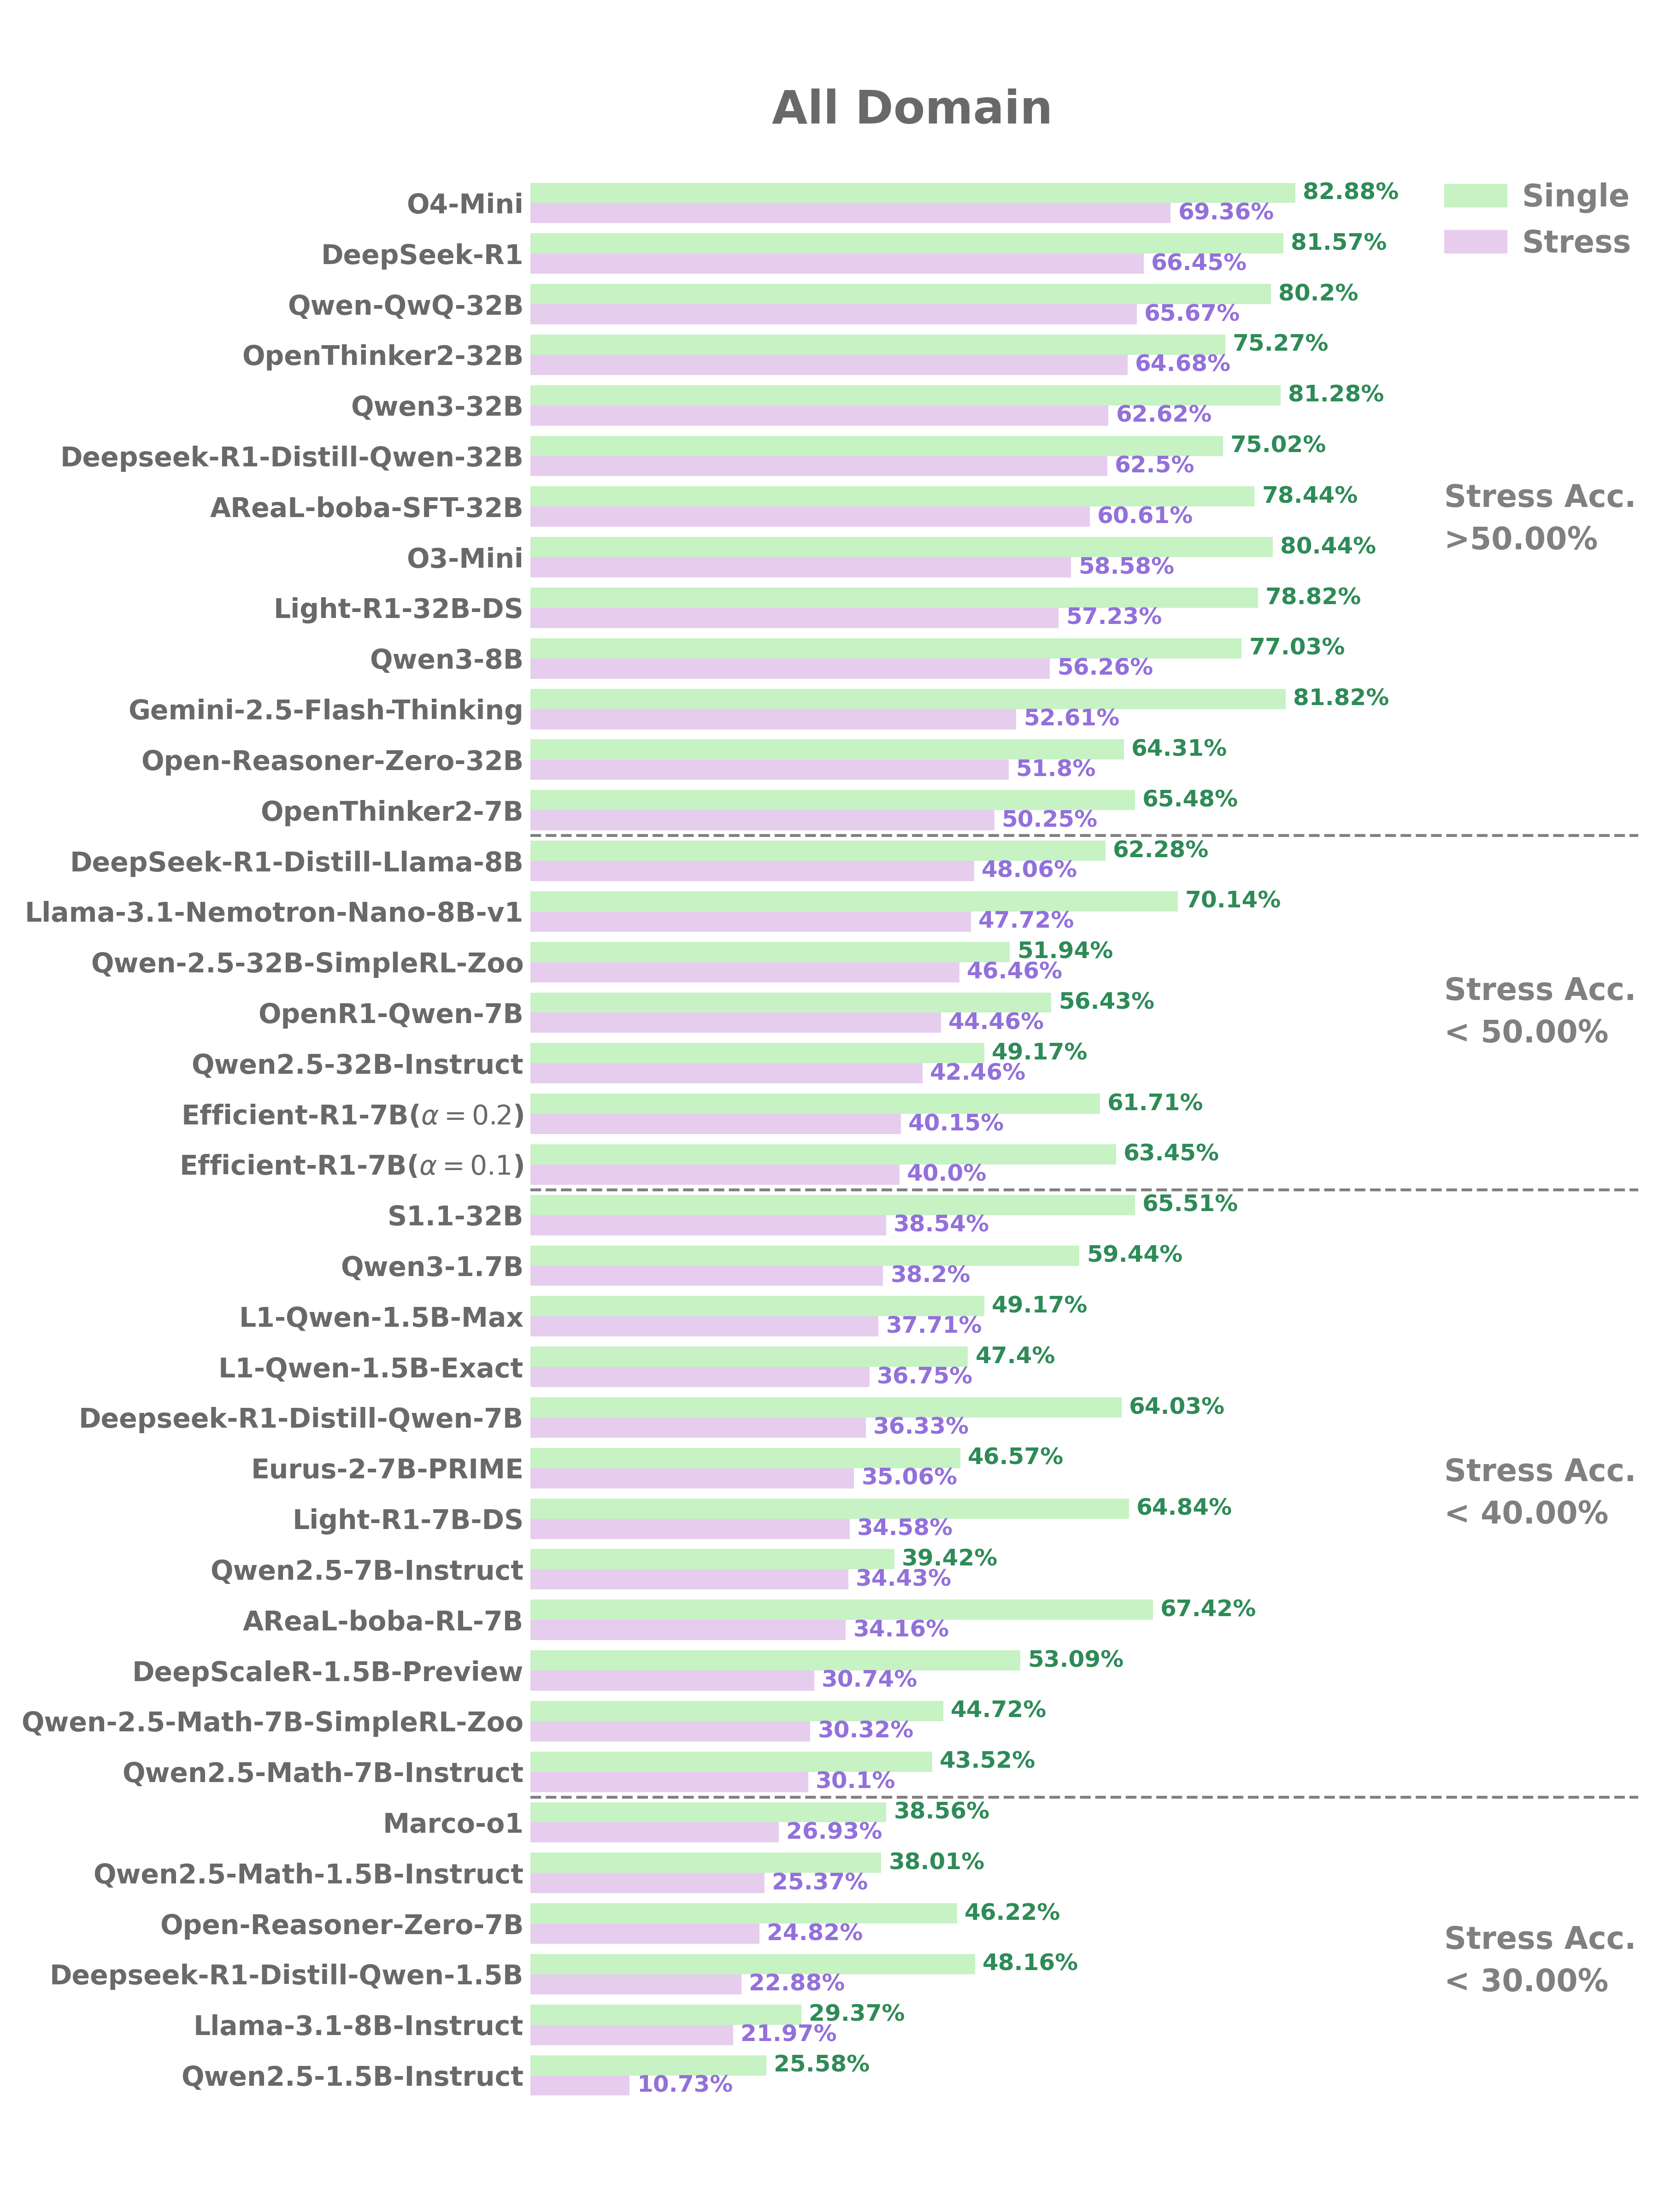 All Domain
Single
Stress
O4-Mini
82.88%
69.36%
DeepSeek-R1
81.57%
66.45%
Qwen-QwQ-32B
80.2%
65.67%
OpenThinker2-32B
75.27%
64.68%
Qwen3-32B
81.28%
62.62%
Deepseek-R1-Distill-Qwen-32B
75.02%
62.5%
AReaL-boba-SFT-32B
78.44%
60.61%
Stress Acc.
>50.00%
O3-Mini
80.44%
58.58%
Light-R1-32B-DS
78.82%
57.23%
Qwen3-8B
77.03%
56.26%
Gemini-2.5-Flash-Thinking
81.82%
52.61%
Open-Reasoner-Zero-32B
64.31%
51.8%
OpenThinker2-7B
65.48%
50.25%
DeepSeek-R1-Distill-Llama-8B
62.28%
48.06%
Llama-3.1-Nemotron-Nano-8B-v1
70.14%
47.72%
Qwen-2.5-32B-SimpleRL-Zoo
51.94%
46.46%
Stress Acc.
< 50.00%
OpenR1-Qwen-7B
56.43%
44.46%
Qwen2.5-32B-Instruct
49.17%
42.46%
Efficient-R1-7B(α = 0.2)
61.71%
40.15%
Efficient-R1-7B(α = 0.1)
63.45%
40.0%
S1.1-32B
65.51%
38.54%
Qwen3-1.7B
59.44%
38.2%
L1-Qwen-1.5B-Max
49.17%
37.71%
L1-Qwen-1.5B-Exact
47.4%
36.75%
Deepseek-R1-Distill-Qwen-7B
64.03%
36.33%
Eurus-2-7B-PRIME
46.57%
35.06%
Stress Acc.
< 40.00%
Light-R1-7B-DS
64.84%
34.58%
Qwen2.5-7B-Instruct
39.42%
34.43%
AReaL-boba-RL-7B
67.42%
34.16%
DeepScaleR-1.5B-Preview
53.09%
30.74%
Qwen-2.5-Math-7B-SimpleRL-Zoo
44.72%
30.32%
Qwen2.5-Math-7B-Instruct
43.52%
30.1%
Marco-o1
38.56%
26.93%
Qwen2.5-Math-1.5B-Instruct
38.01%
25.37%
Open-Reasoner-Zero-7B
46.22%
24.82%
Stress Acc.
< 30.00%
Deepseek-R1-Distill-Qwen-1.5B
48.16%
22.88%
Llama-3.1-8B-Instruct
29.37%
21.97%
Qwen2.5-1.5B-Instruct
25.58%
10.73%